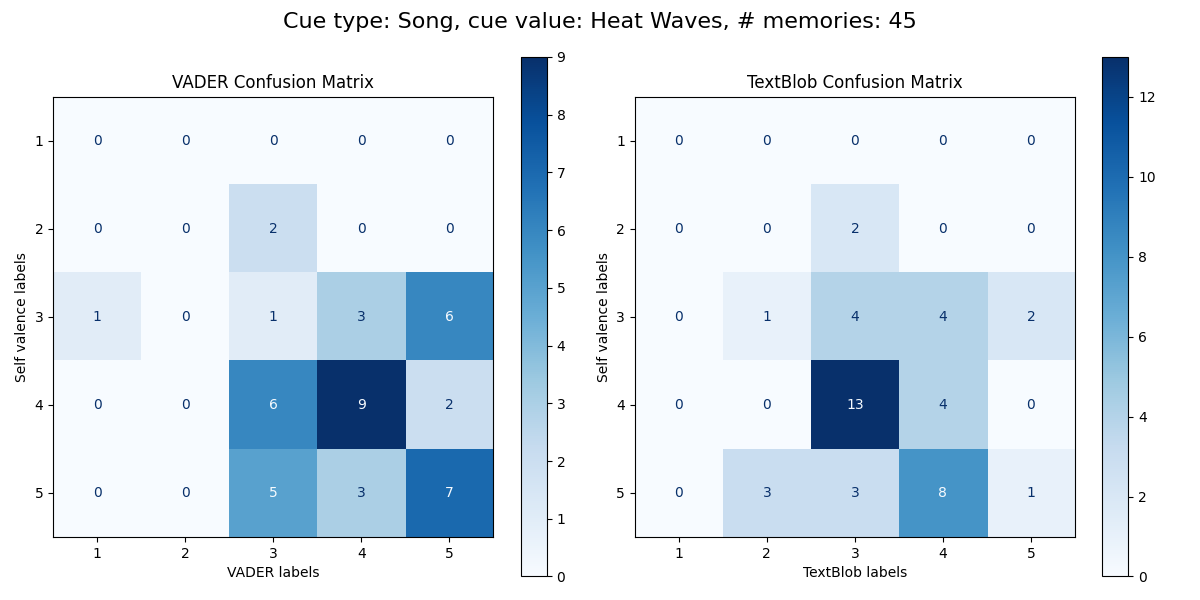 Cue type: Song, cue value: Heat Waves, # memories: 45
VADER Confusion Matrix
Self valence labels
1 0 0 0 0 0
2 0 0 2 0 0
3 1 0 1 3 6
4 0 0 6 9 2
5 0 0 5 3 7
1 2 3 4 5
VADER labels
9
8
7
6
5
4
3
2
1
0
TextBlob Confusion Matrix
Self valence labels
1 0 0 0 0 0
2 0 0 2 0 0
3 0 1 4 4 2
4 0 0 13 4 0
5 0 3 3 8 1
1 2 3 4 5
TextBlob labels
12
10
8
6
4
2
0